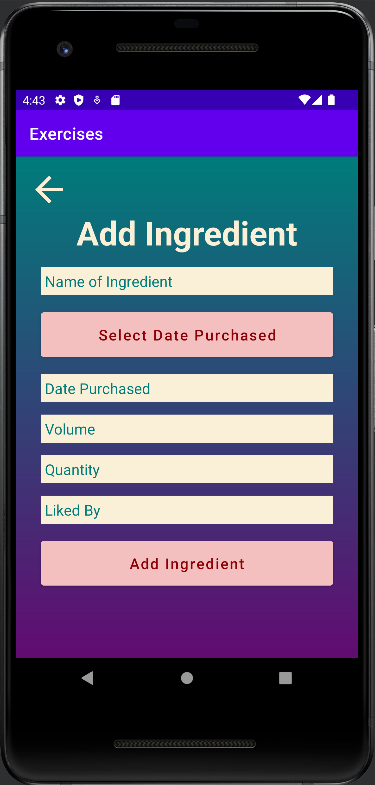 4:43
Exercises
Add Ingredient
Name of Ingredient
Select Date Purchased
Date Purchased
Volume
Quantity
Liked By
Add Ingredient